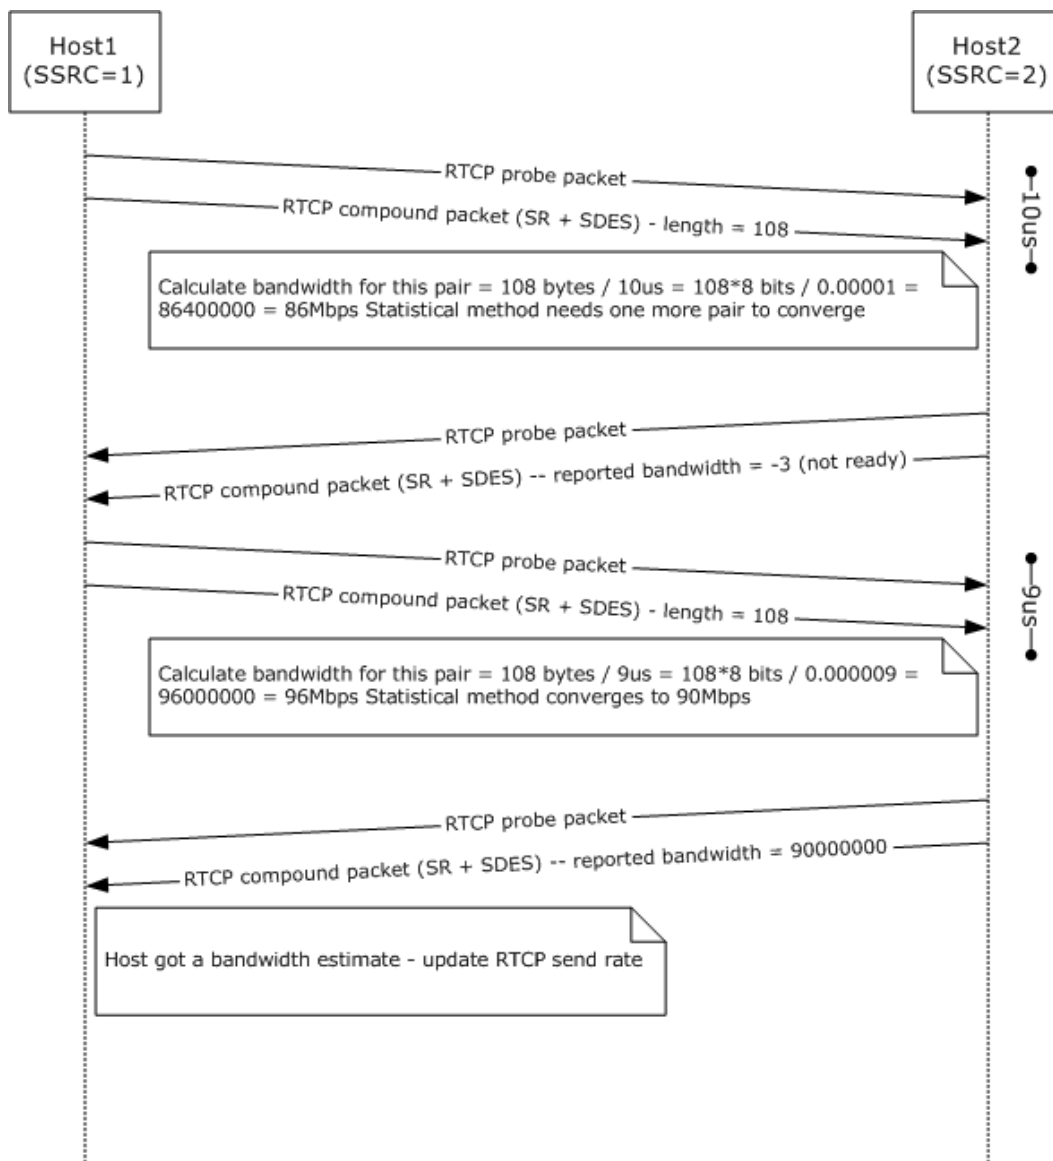 Host1
(SSRC=1)
Host2
(SSRC=2)
RTCP probe packet
RTCP compound packet (SR + SDES) - length = 108
10us
Calculate bandwidth for this pair = 108 bytes / 10us = 108*8 bits / 0.00001 =
86400000 = 86Mbps Statistical method needs one more pair to converge
RTCP probe packet
RTCP compound packet (SR + SDES) -- reported bandwidth = -3 (not ready)
RTCP probe packet
RTCP compound packet (SR + SDES) - length = 108
9us
Calculate bandwidth for this pair = 108 bytes / 9us = 108*8 bits / 0.000009 =
96000000 = 96Mbps Statistical method converges to 90Mbps
RTCP probe packet
RTCP compound packet (SR + SDES) -- reported bandwidth = 90000000
Host got a bandwidth estimate - update RTCP send rate